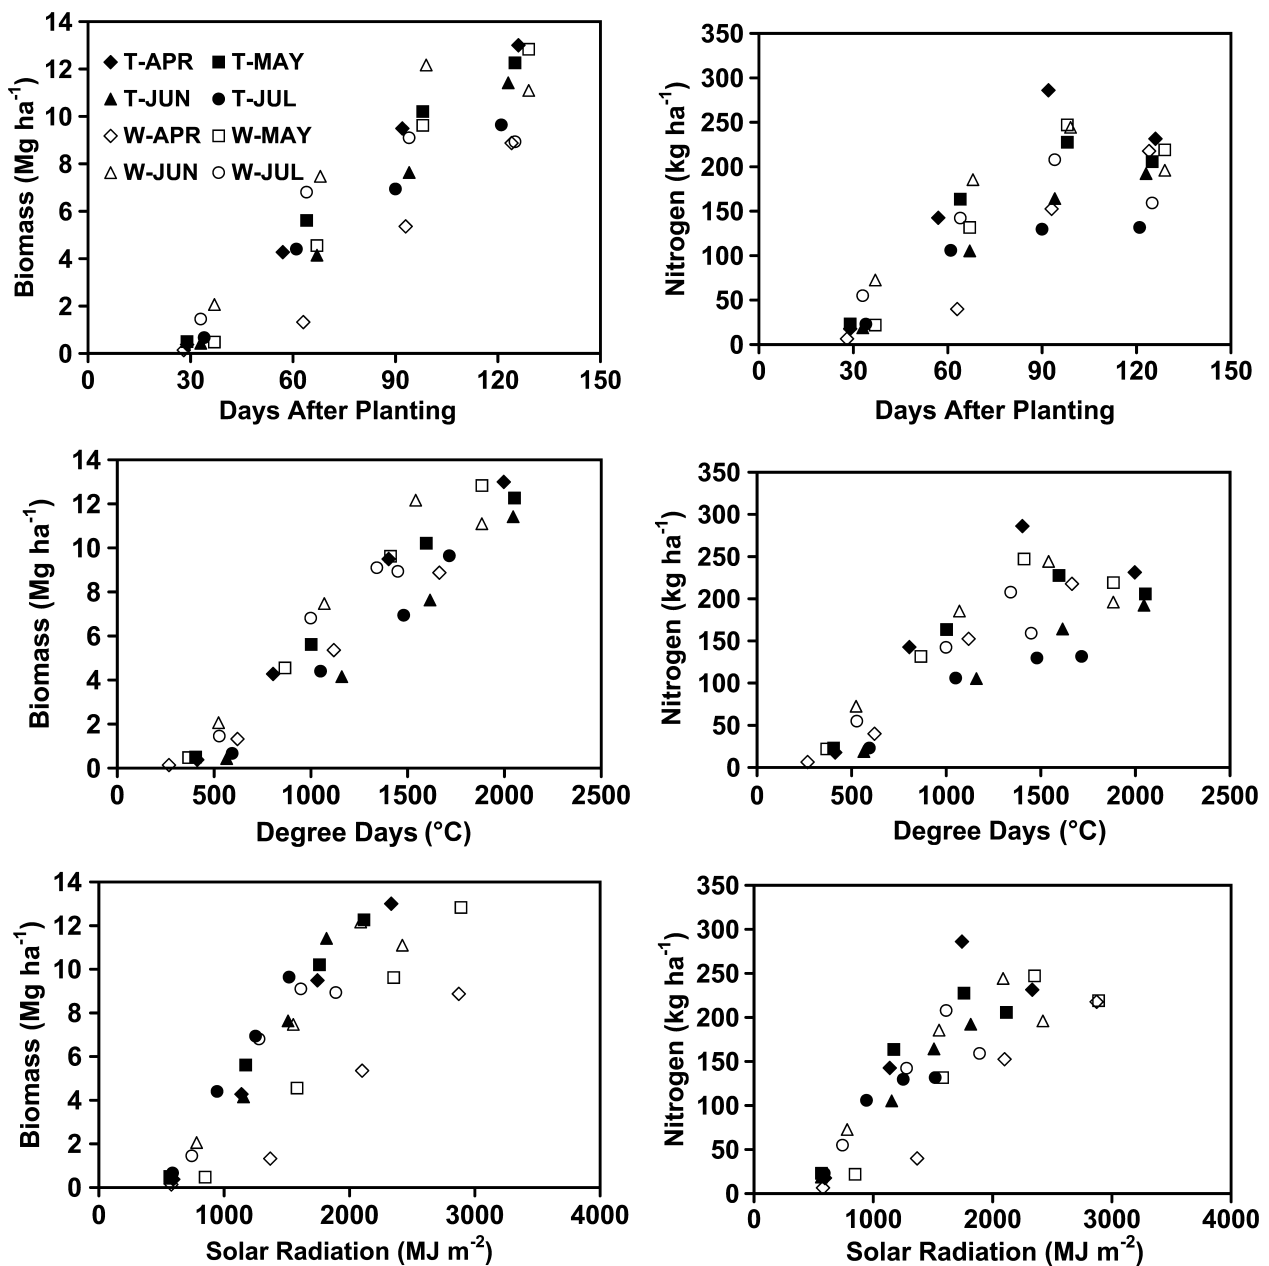 14
12
10
8
6
4
2
0
Biomass (Mg ha-1)
T-APR T-MAY
T-JUN T-JUL
W-APR W-MAY
W-JUN W-JUL
0 30 60 90 120 150
Days After Planting
350
300
250
200
150
100
50
0
Nitrogen (kg ha-1)
0 30 60 90 120 150
Days After Planting
14
12
10
8
6
4
2
0
Biomass (Mg ha-1)
0 500 1000 1500 2000 2500
Degree Days (°C)
350
300
250
200
150
100
50
0
Nitrogen (kg ha-1)
0 500 1000 1500 2000 2500
Degree Days (°C)
14
12
10
8
6
4
2
0
Biomass (Mg ha-1)
0 1000 2000 3000 4000
Solar Radiation (MJ m-2)
350
300
250
200
150
100
50
0
Nitrogen (kg ha-1)
0 1000 2000 3000 4000
Solar Radiation (MJ m-2)